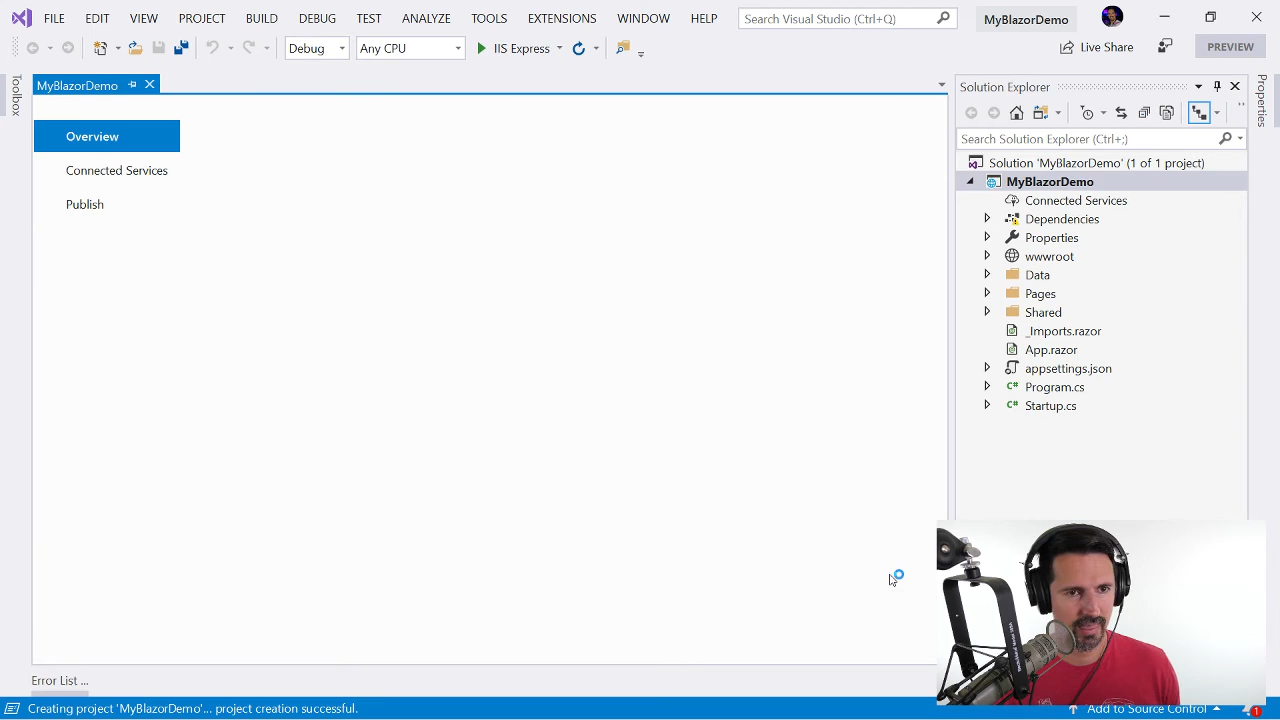 FILE EDIT VIEW PROJECT BUILD DEBUG TEST ANALYZE TOOLS EXTENSIONS WINDOW HELP Search Visual Studio (Ctrl+Q) MyBlazorDemo
Debug Any CPU IIS Express Live Share PREVIEW
Toolbox
MyBlazorDemo
Overview
Connected Services
Publish
Solution Explorer
Search Solution Explorer (Ctrl+;)
Solution 'MyBlazorDemo' (1 of 1 project)
MyBlazorDemo
Connected Services
Dependencies
Properties
wwwroot
Data
Pages
Shared
_Imports.razor
App.razor
appsettings.json
C# Program.cs
C# Startup.cs
Properties
Error List ...
Creating project 'MyBlazorDemo'... project creation successful. Add to Source Control 1